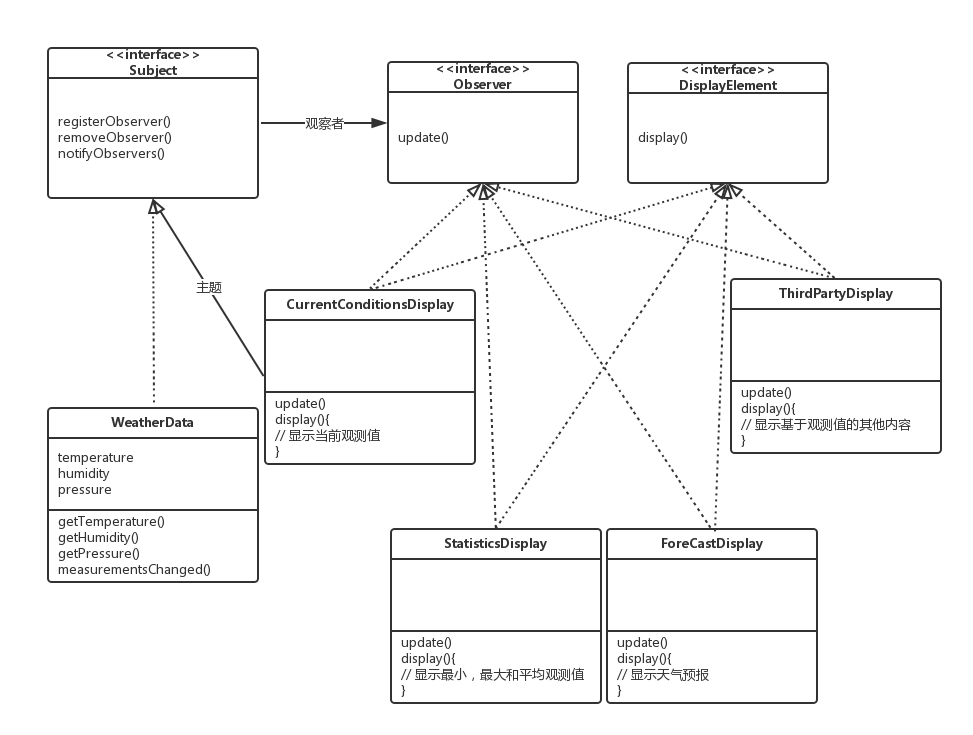 <<interface>>
Subject
registerObserver()
removeObserver()
notifyObservers()
观察者
<<interface>>
Observer
update()
<<interface>>
DisplayElement
display()
主题
CurrentConditionsDisplay
update()
display(){
// 显示当前观测值
}
ThirdPartyDisplay
update()
display(){
// 显示基于观测值的其他内容
}
WeatherData
temperature
humidity
pressure
getTemperature()
getHumidity()
getPressure()
measurementsChanged()
StatisticsDisplay
update()
display(){
// 显示最小，最大和平均观测值
}
ForeCastDisplay
update()
display(){
// 显示天气预报
}